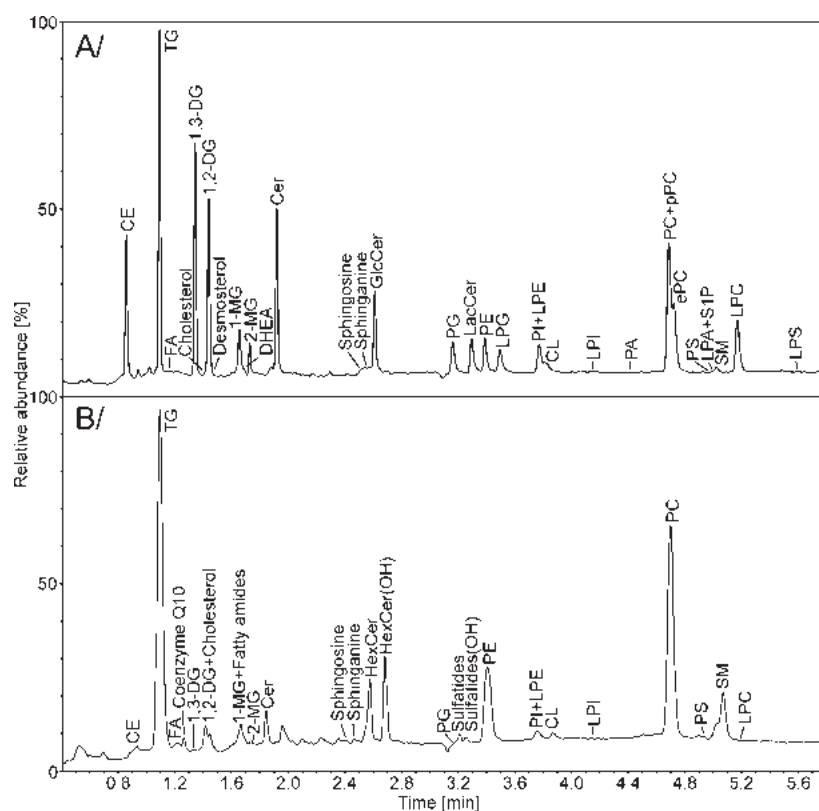 A/
100
50
0
Relative abundance [%]
CE
TG
FA
Cholesterol
1,3-DG
1,2-DG
Desmosterol
1-MG
2-MG
DHEA
Cer
Sphingosine
Sphinganine
GlcCer
PG
LacCer
PE
LPG
PI+LPE
CL
LPI
PA
PC+pPC
ePC
PS
LPA+S1P
SM
LPC
LPS
B/
100
50
0
CE
TG
FA
Coenzyme Q10
1,3-DG
1,2-DG+Cholesterol
1-MG+Fatty amides
2-MG
Cer
Sphingosine
Sphinganine
HexCer
HexCer(OH)
PG
Sulfatides
Sulfatides(OH)
PE
PI+LPE
CL
LPI
PC
PS
SM
LPC
0.8 1.2 1.6 2.0 2.4 2.8 3.2 3.6 4.0 4 4 4.8 5.2 5.6
Time [min]